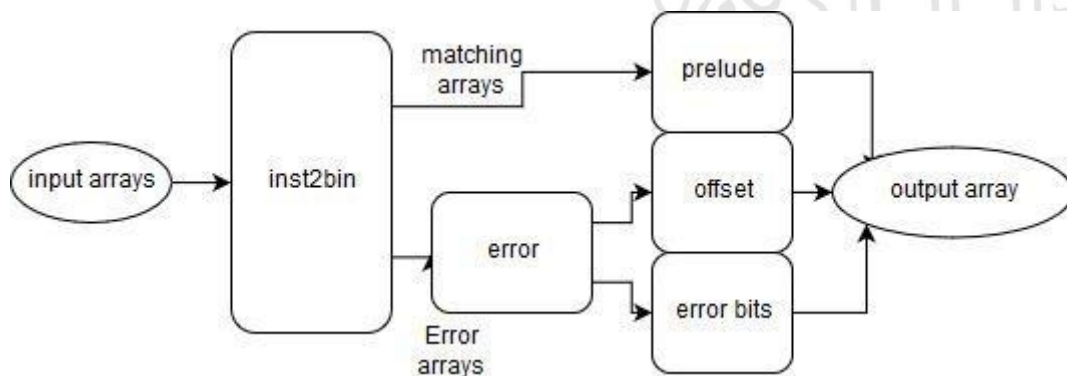 input arrays
inst2bin
matching
arrays
Error
arrays
error
prelude
offset
error bits
output array